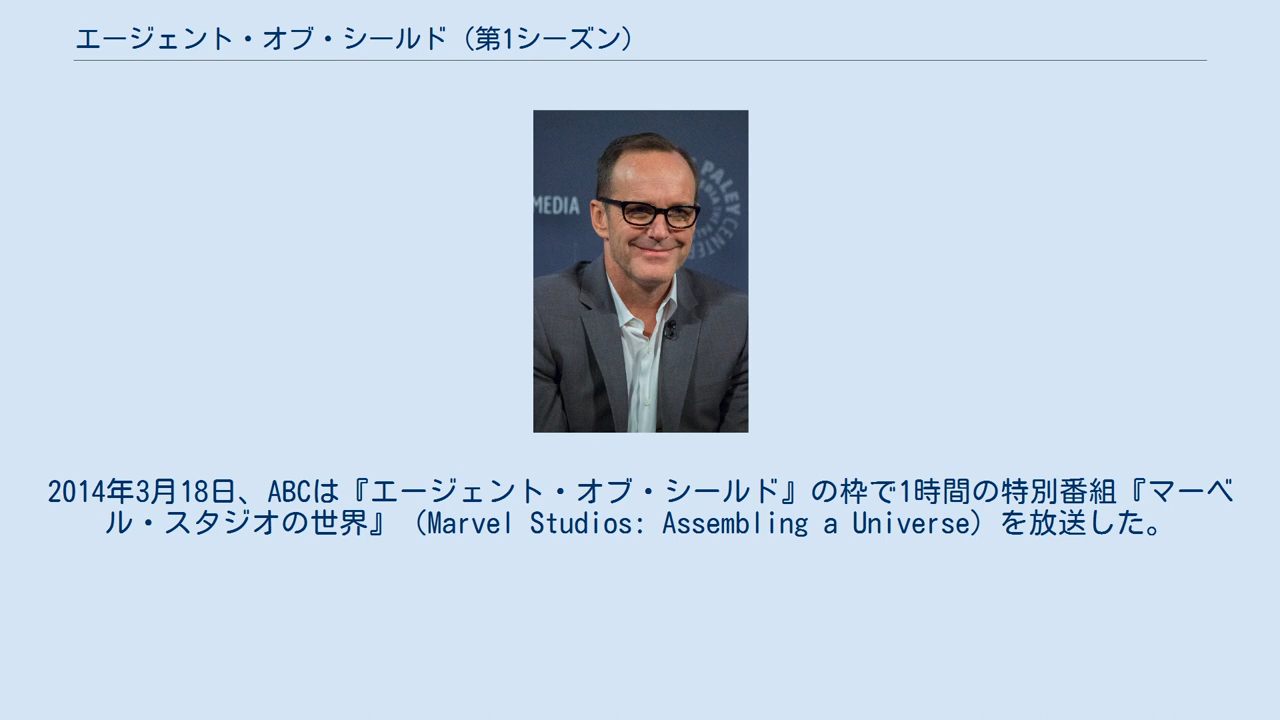 エージェント・オブ・シールド（第1シーズン）
MEDIA
PALEY CENTER
2014年3月18日、ABCは『エージェント・オブ・シールド』の枠で1時間の特別番組『マーベ
ル・スタジオの世界』（Marvel Studios: Assembling a Universe）を放送した。